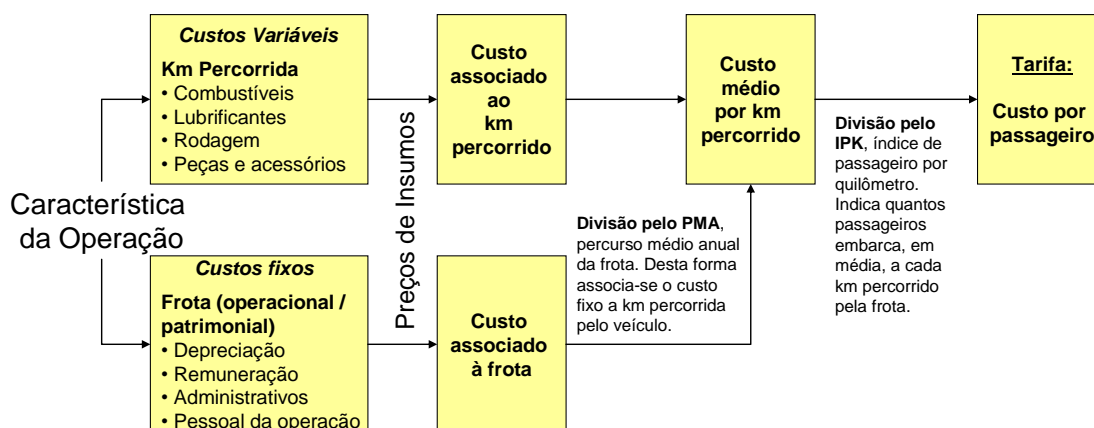 Custos Variáveis
Km Percorrida
• Combustíveis
• Lubrificantes
• Rodagem
• Peças e acessórios
Custo
associado
ao
km
percorrido
Custo
médio
por km
percorrido
Tarifa:
Custo por
passageiro
Característica
da Operação
Preços de Insumos
Divisão pelo
IPK, índice de
passageiro por
quilômetro.
Indica quantos
passageiros
embarca, em
média, a cada
km percorrido
pela frota.
Divisão pelo PMA,
percurso médio anual
da frota. Desta forma
associa-se o custo
fixo a km percorrida
pelo veículo.
Custos fixos
Frota (operacional /
patrimonial)
• Depreciação
• Remuneração
• Administrativos
• Pessoal da operação
Custo
associado
à frota